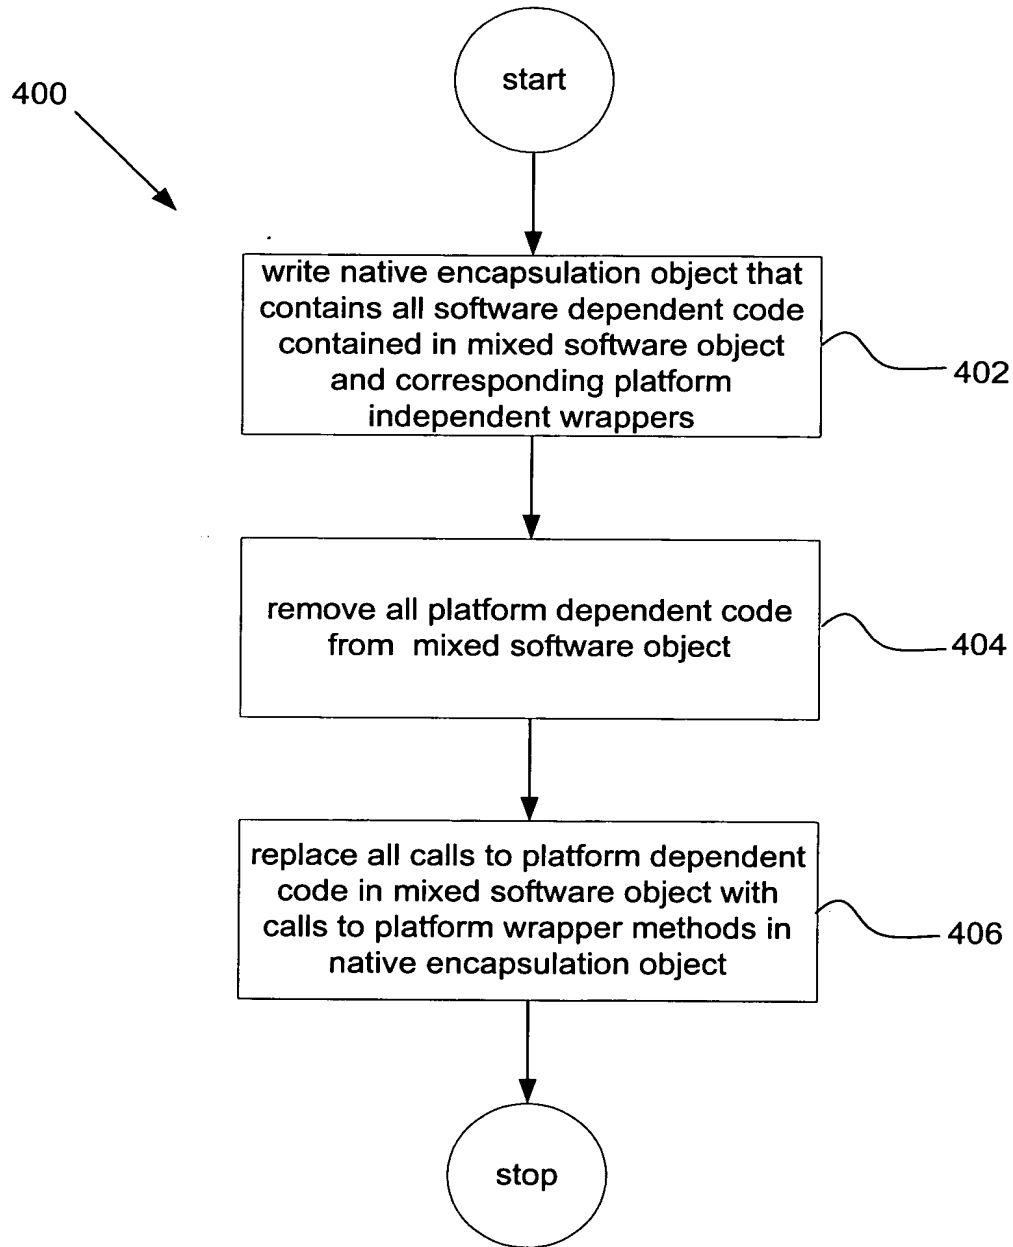 start
400
write native encapsulation object that
contains all software dependent code
contained in mixed software object
and corresponding platform
independent wrappers
402
remove all platform dependent code
from mixed software object
404
replace all calls to platform dependent
code in mixed software object with
calls to platform wrapper methods in
native encapsulation object
406
stop